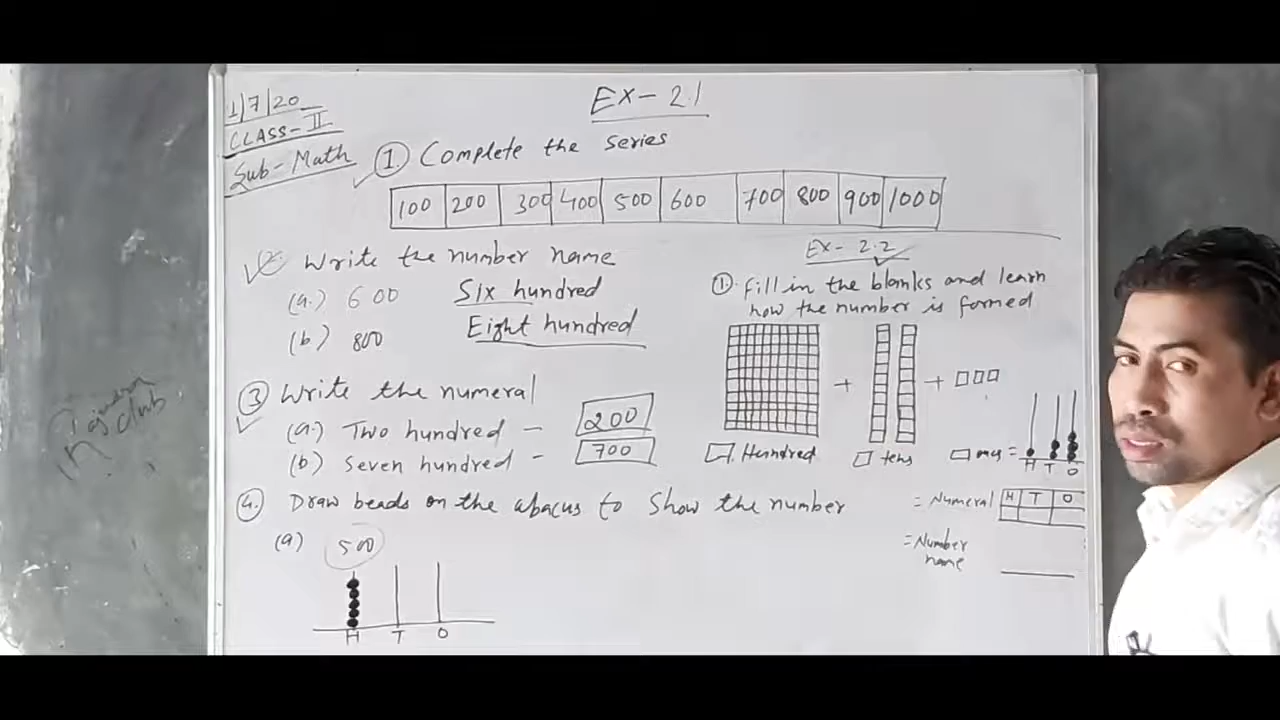 1/7/20
CLASS-II
Sub-Math
Ex-2.1
1. Complete the series
100 200 300 400 500 600 700 800 900 1000
Write the number name
(a.) 600 Six hundred
(b) 800 Eight hundred
3 Write the numeral
(a.) Two hundred - 200
(b) Seven hundred - 700
4. Draw beads on the abacus to Show the number
(a) 500
H T O
Ex-2.2
1. Fill in the blanks and learn
how the number is formed
+ +
Hundred tens ones =
H T O
= Numeral H T O
= Number
name
club